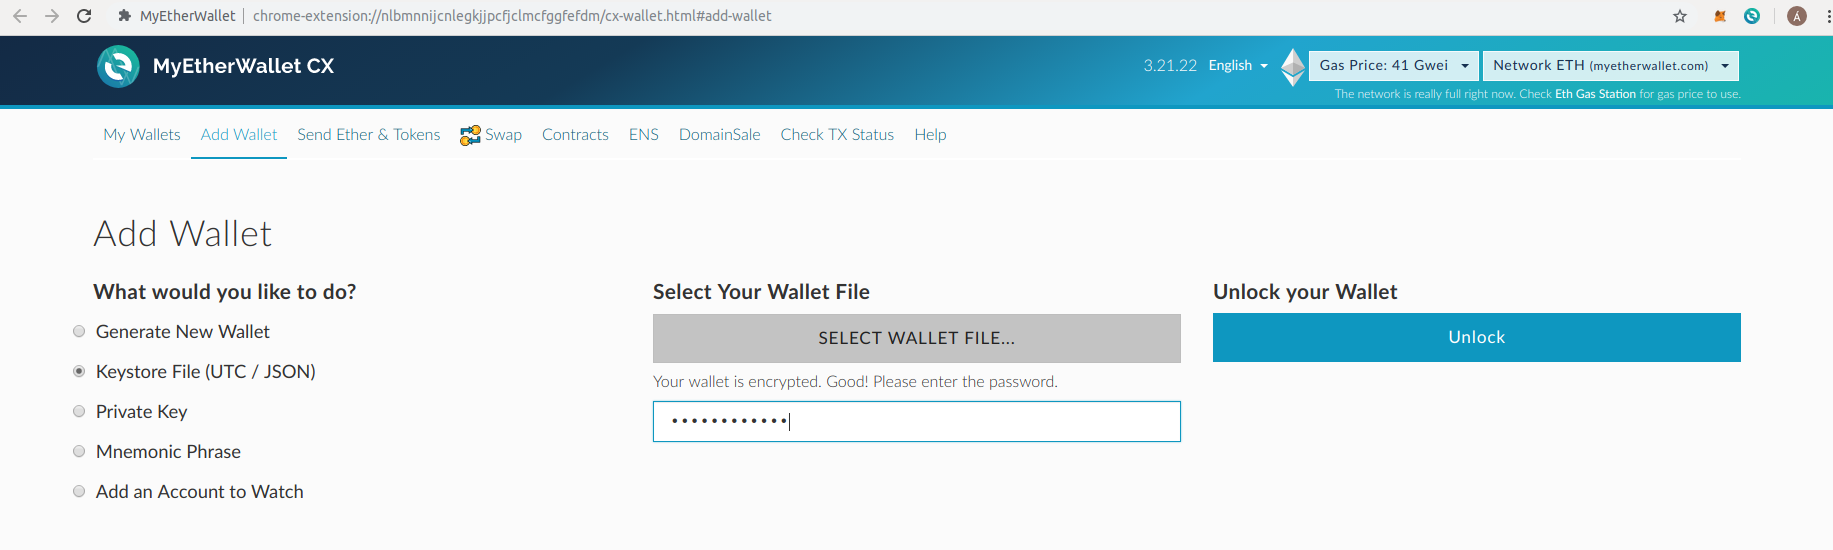 MyEtherWallet | chrome-extension://nlbmnnijcnlegkjjpcfjclmcfggfefdm/cx-wallet.html#add-wallet Á
MyEtherWallet CX 3.21.22 English Gas Price: 41 Gwei Network ETH (myetherwallet.com)
The network is really full right now. Check Eth Gas Station for gas price to use.
My Wallets Add Wallet Send Ether & Tokens Swap Contracts ENS DomainSale Check TX Status Help
Add Wallet
What would you like to do?
Generate New Wallet
Keystore File (UTC / JSON)
Private Key
Mnemonic Phrase
Add an Account to Watch
Select Your Wallet File
SELECT WALLET FILE...
Your wallet is encrypted. Good! Please enter the password.
••••••••••••
Unlock your Wallet
Unlock